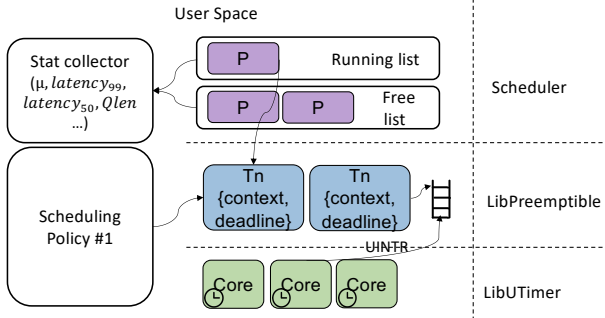 User Space
Stat collector
(μ, latency₉₉,
latency₅₀, Qlen
...)
P
Running list
P
P
Free
list
Scheduler
Scheduling
Policy #1
Tn
{context,
deadline}
Tn
{context,
deadline}
LibPreemptible
UINTR
Core
Core
Core
LibUTimer